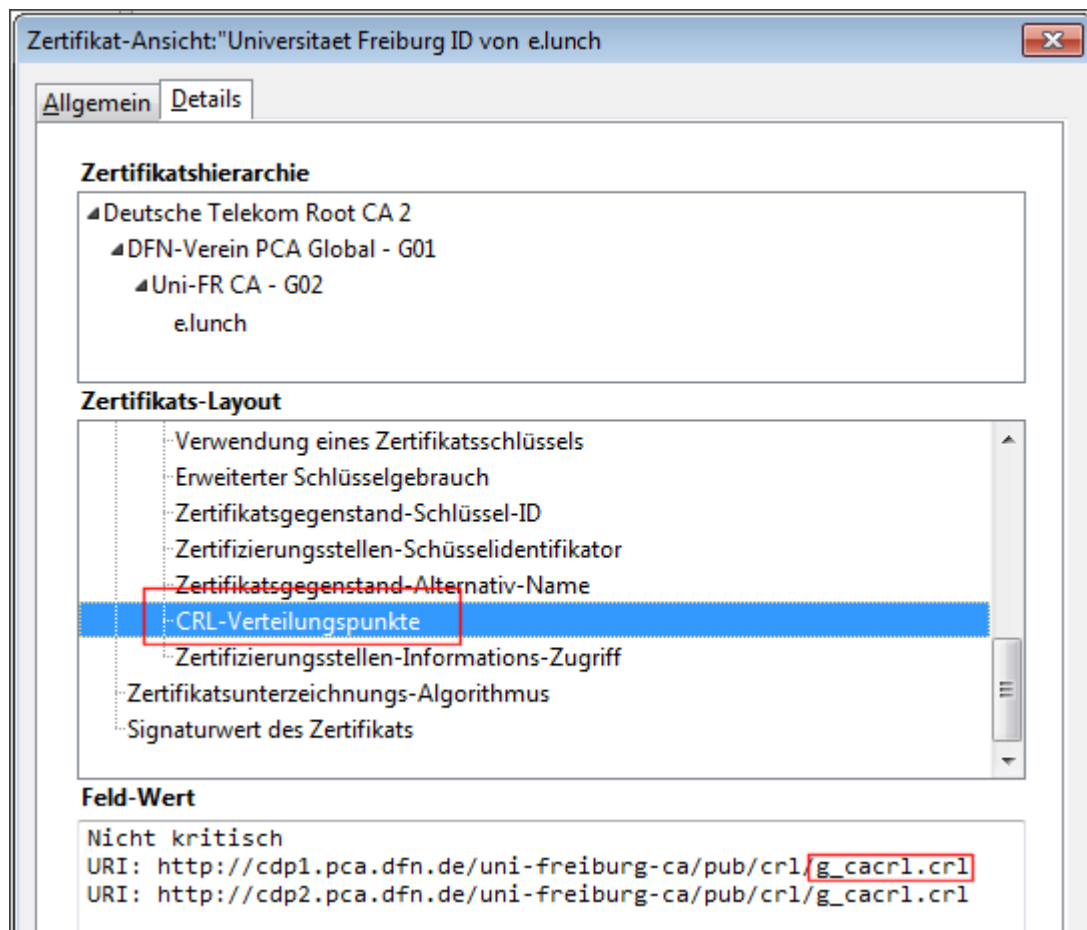 Zertifikat-Ansicht:"Universitaet Freiburg ID von e.lunch
Allgemein Details
Zertifikatshierarchie
Deutsche Telekom Root CA 2
DFN-Verein PCA Global - G01
Uni-FR CA - G02
e.lunch
Zertifikats-Layout
Verwendung eines Zertifikatsschlüssels
Erweiterter Schlüsselgebrauch
Zertifikatsgegenstand-Schlüssel-ID
Zertifizierungsstellen-Schüsselidentifikator
Zertifikatsgegenstand-Alternativ-Name
CRL-Verteilungspunkte
Zertifizierungsstellen-Informations-Zugriff
Zertifikatsunterzeichnungs-Algorithmus
Signaturwert des Zertifikats
Feld-Wert
Nicht kritisch
URI: http://cdp1.pca.dfn.de/uni-freiburg-ca/pub/crl/g_cacrl.crl
URI: http://cdp2.pca.dfn.de/uni-freiburg-ca/pub/crl/g_cacrl.crl